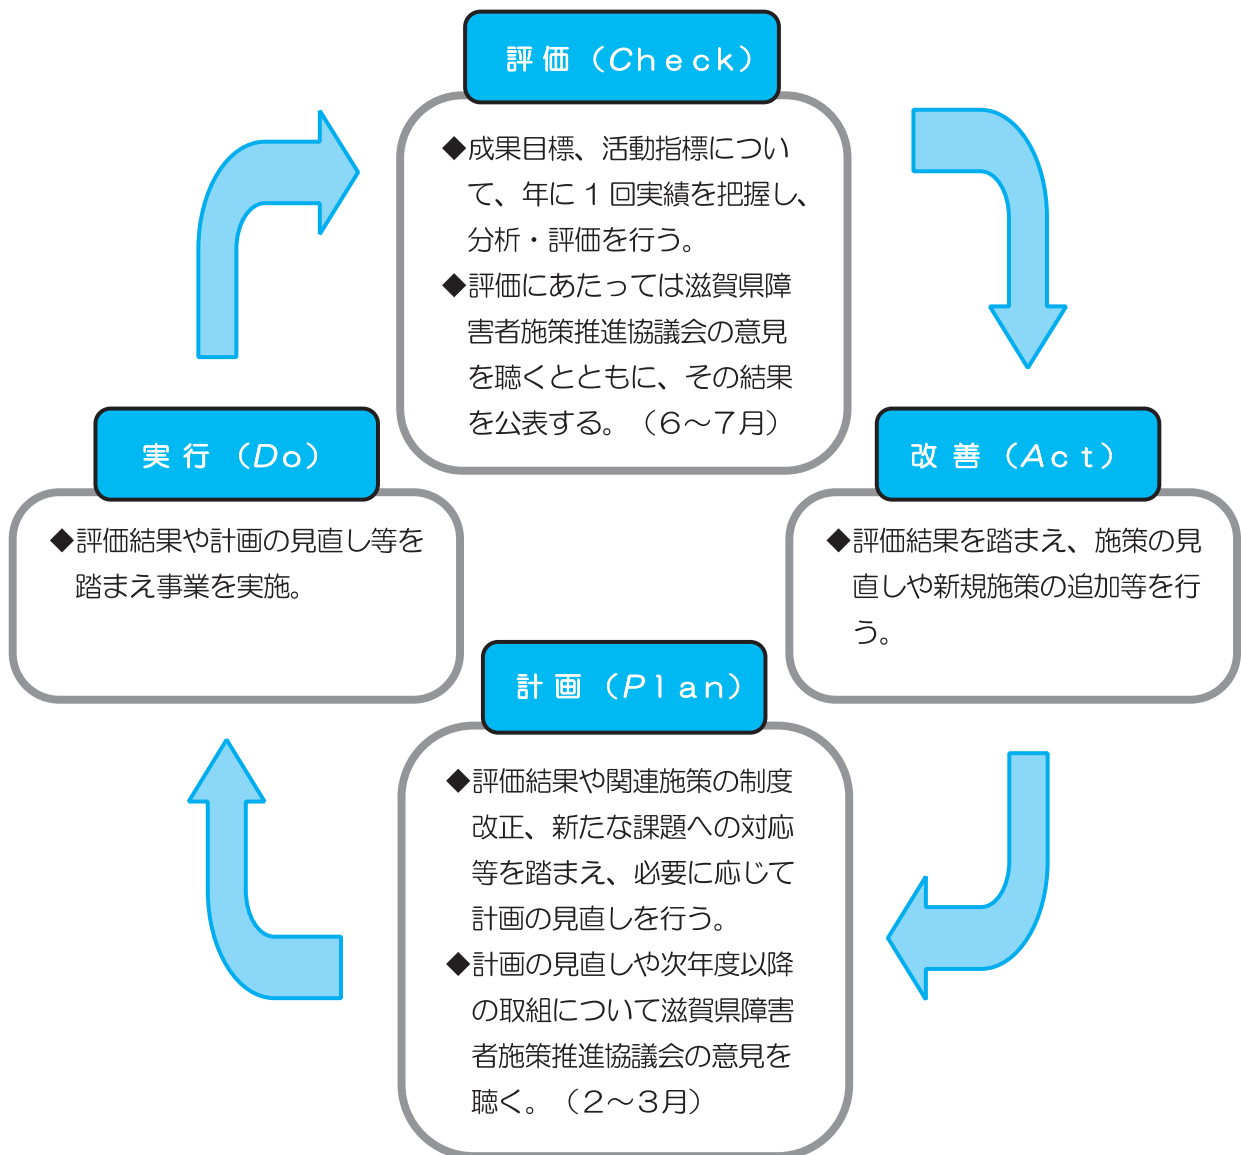 評価（Check）
◆成果目標、活動指標につい
て、年に１回実績を把握し、
分析・評価を行う。
◆評価にあたっては滋賀県障
害者施策推進協議会の意見
を聴くとともに、その結果
を公表する。（６～７月）
実行（Do）
◆評価結果や計画の見直し等を
踏まえ事業を実施。
改善（Act）
◆評価結果を踏まえ、施策の見
直しや新規施策の追加等を行
う。
計画（Plan）
◆評価結果や関連施策の制度
改正、新たな課題への対応
等を踏まえ、必要に応じて
計画の見直しを行う。
◆計画の見直しや次年度以降
の取組について滋賀県障害
者施策推進協議会の意見を
聴く。（２～３月）